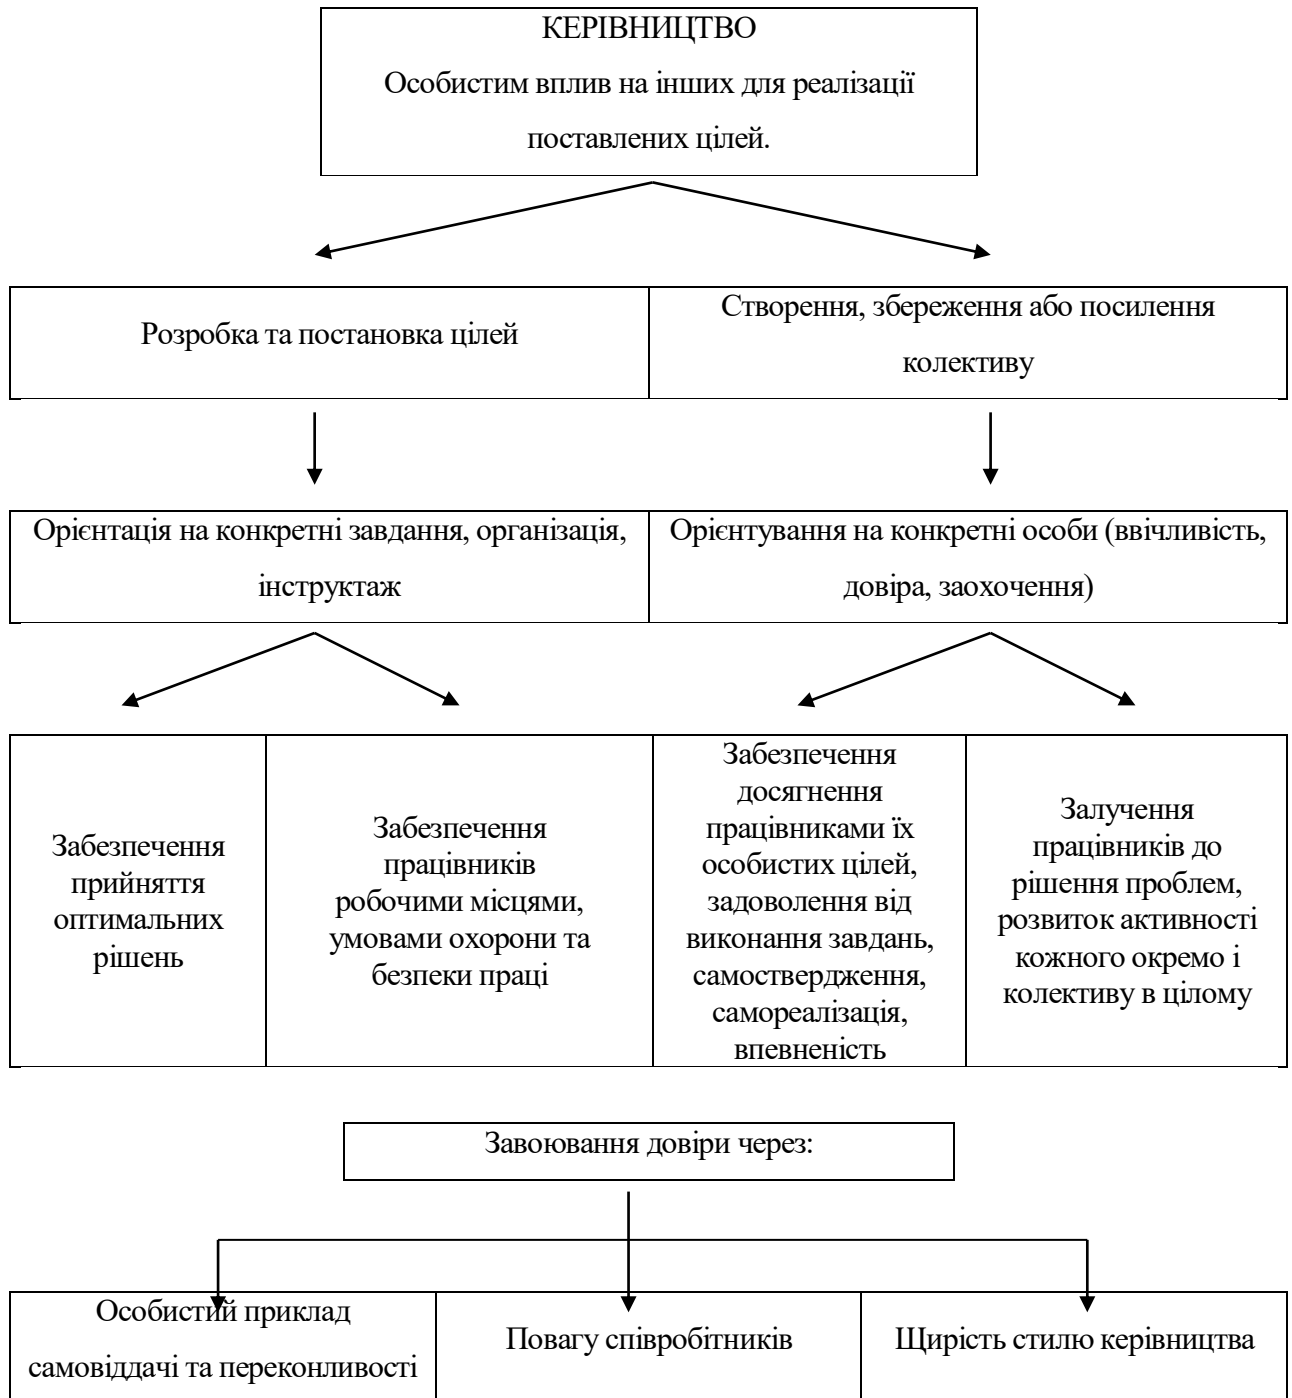 КЕРІВНИЦТВО
Особистим вплив на інших для реалізації
поставлених цілей.
Розробка та постановка цілей
Створення, збереження або посилення
колективу
Орієнтація на конкретні завдання, організація,
інструктаж
Орієнтування на конкретні особи (ввічливість,
довіра, заохочення)
Забезпечення
прийняття
оптимальних
рішень
Забезпечення
працівників
робочими місцями,
умовами охорони та
безпеки праці
Забезпечення
досягнення
працівниками їх
особистих цілей,
задоволення від
виконання завдань,
самоствердження,
самореалізація,
впевненість
Залучення
працівників до
рішення проблем,
розвиток активності
кожного окремо і
колективу в цілому
Завоювання довіри через:
Особистий приклад
самовіддачі та переконливості
Повагу співробітників
Щирість стилю керівництва